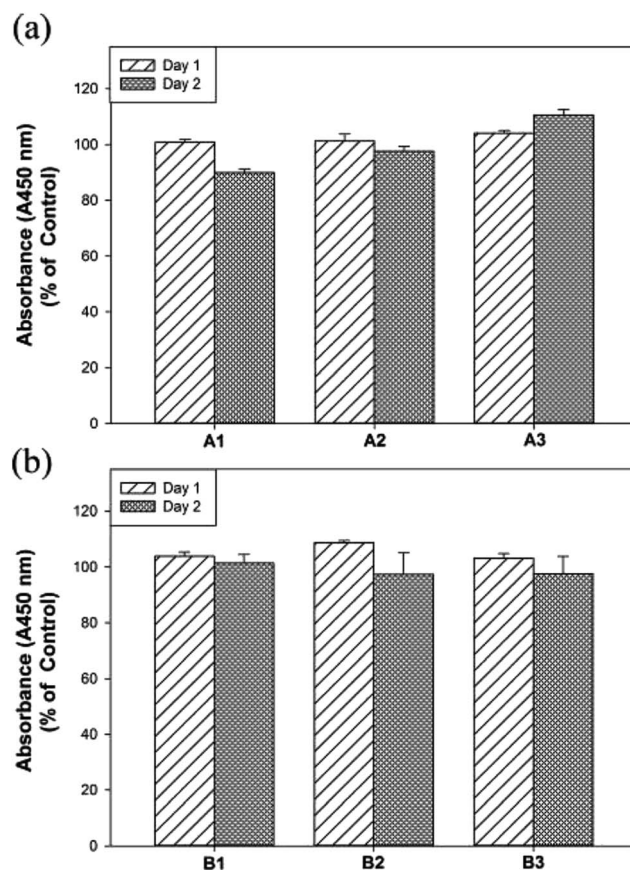 (a)
Absorbance (A450 nm)
(% of Control)
Day 1
Day 2
120
100
80
60
40
20
0
A1 A2 A3
(b)
Absorbance (A450 nm)
(% of Control)
Day 1
Day 2
120
100
80
60
40
20
0
B1 B2 B3